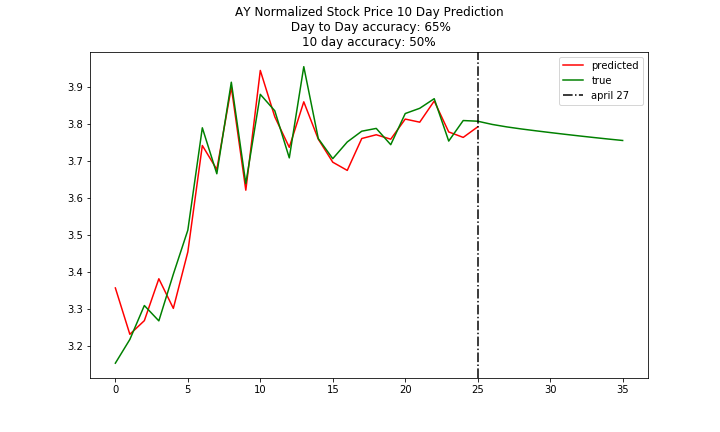 AY Normalized Stock Price 10 Day Prediction
Day to Day accuracy: 65%
10 day accuracy: 50%
predicted
true
april 27
3.9
3.8
3.7
3.6
3.5
3.4
3.3
3.2
0 5 10 15 20 25 30 35